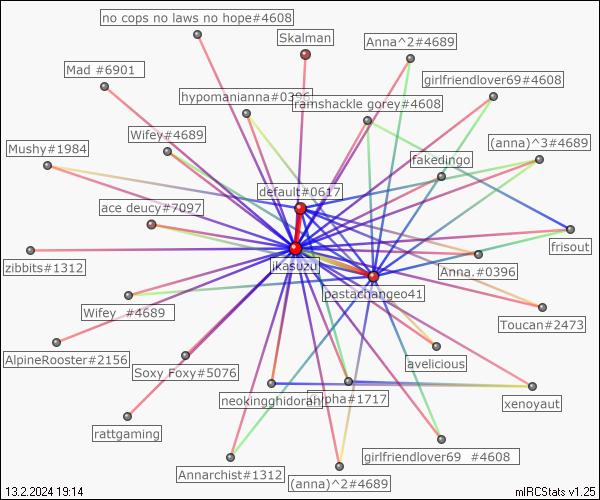 no cops no laws no hope#4608
Skalman
Anna^2#4689
Mad #6901
girlfriendlover69#4608
hypomanianna#0396
ramshackle gorey#4608
Wifey#4689
(anna)^3#4689
Mushy#1984
fakedingo
default#0617
ace deucy#7097
frisout
jkasuzu
zibbits#1312
Anna.#0396
pastachangeo41
Wifey #4689
Toucan#2473
AlpineRooster#2156
avelicious
Soxy Foxy#5076
neokingghidorah
#1717
xenoyaut
rattgaming
girlfriendlover69 #4608
Annarchist#1312
(anna)^2#4689
13.2.2024 19:14
mIRCStats v1.25